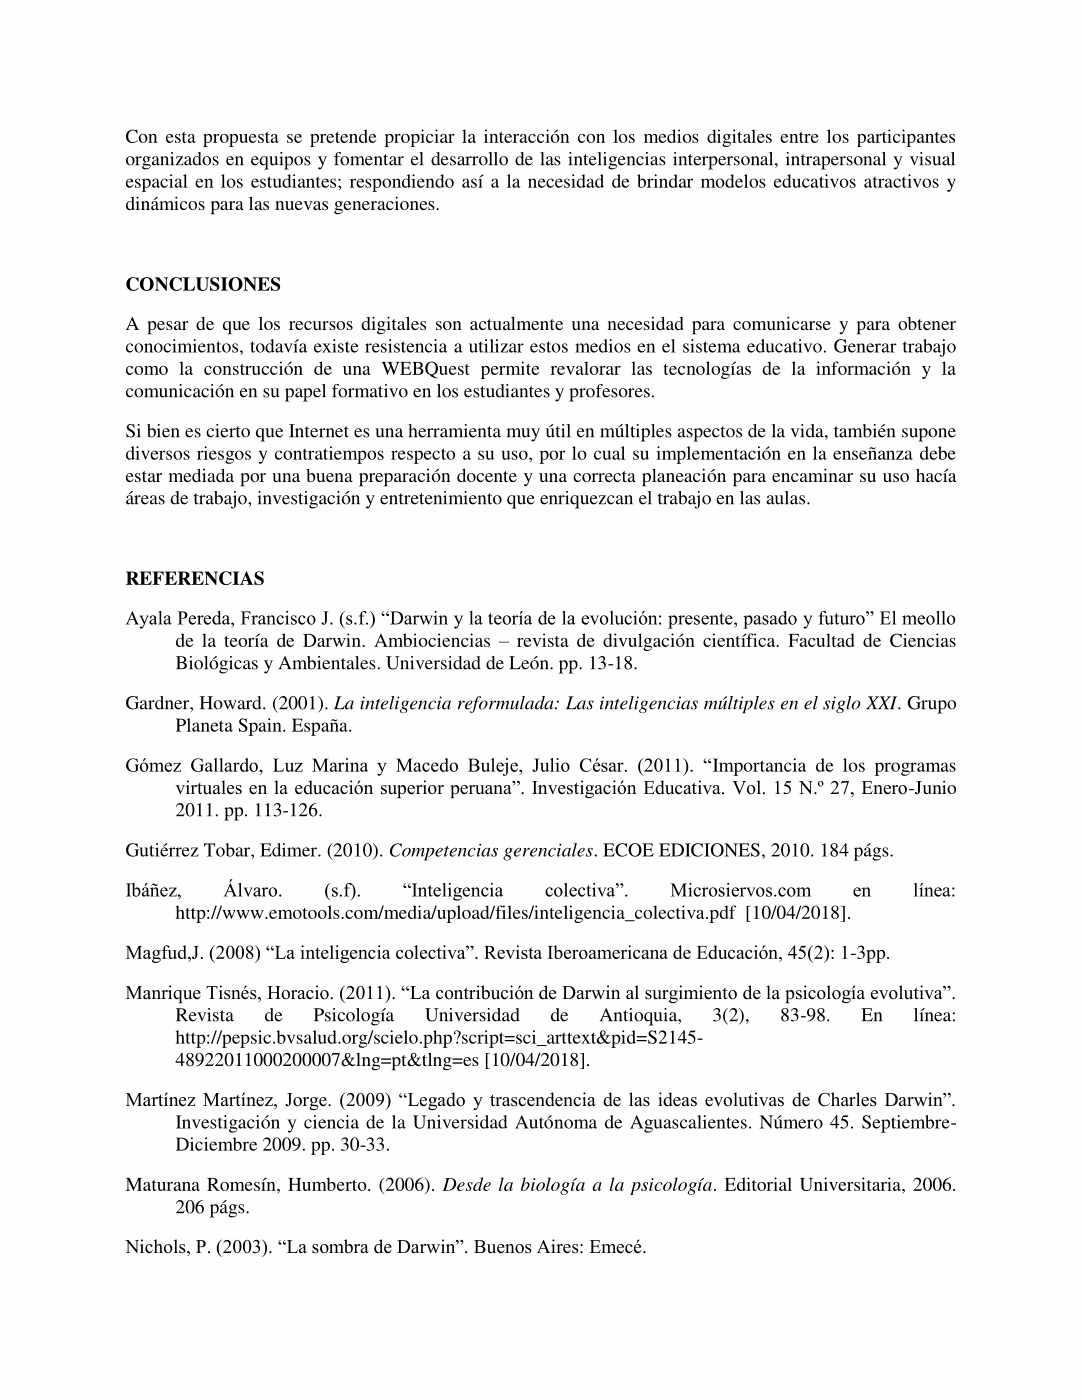 Con esta propuesta se pretende propiciar la interacción con los medios digitales entre los participantes
organizados en equipos y fomentar el desarrollo de las inteligencias interpersonal, intrapersonal y visual
espacial en los estudiantes; respondiendo así a la necesidad de brindar modelos educativos atractivos y
dinámicos para las nuevas generaciones.
CONCLUSIONES
A pesar de que los recursos digitales son actualmente una necesidad para comunicarse y para obtener
conocimientos, todavía existe resistencia a utilizar estos medios en el sistema educativo. Generar trabajo
como la construcción de una WEBQuest permite revalorar las tecnologías de la información y la
comunicación en su papel formativo en los estudiantes y profesores.
Si bien es cierto que Internet es una herramienta muy útil en múltiples aspectos de la vida, también supone
diversos riesgos y contratiempos respecto a su uso, por lo cual su implementación en la enseñanza debe
estar mediada por una buena preparación docente y una correcta planeación para encaminar su uso hacía
áreas de trabajo, investigación y entretenimiento que enriquezcan el trabajo en las aulas.
REFERENCIAS
Ayala Pereda, Francisco J. (s.f.) “Darwin y la teoría de la evolución: presente, pasado y futuro” El meollo
de la teoría de Darwin. Ambiociencias – revista de divulgación científica. Facultad de Ciencias
Biológicas y Ambientales. Universidad de León. pp. 13-18.
Gardner, Howard. (2001). La inteligencia reformulada: Las inteligencias múltiples en el siglo XXI. Grupo
Planeta Spain. España.
Gómez Gallardo, Luz Marina y Macedo Buleje, Julio César. (2011). “Importancia de los programas
virtuales en la educación superior peruana”. Investigación Educativa. Vol. 15 N.º 27, Enero-Junio
2011. pp. 113-126.
Gutiérrez Tobar, Edimer. (2010). Competencias gerenciales. ECOE EDICIONES, 2010. 184 págs.
Ibáñez, Álvaro. (s.f). “Inteligencia colectiva”. Microsiervos.com en línea:
http://www.emotools.com/media/upload/files/inteligencia_colectiva.pdf [10/04/2018].
Magfud,J. (2008) “La inteligencia colectiva”. Revista Iberoamericana de Educación, 45(2): 1-3pp.
Manrique Tisnés, Horacio. (2011). “La contribución de Darwin al surgimiento de la psicología evolutiva”.
Revista de Psicología Universidad de Antioquia, 3(2), 83-98. En línea:
http://pepsic.bvsalud.org/scielo.php?script=sci_arttext&pid=S2145-
48922011000200007&lng=pt&tlng=es [10/04/2018].
Martínez Martínez, Jorge. (2009) “Legado y trascendencia de las ideas evolutivas de Charles Darwin”.
Investigación y ciencia de la Universidad Autónoma de Aguascalientes. Número 45. Septiembre-
Diciembre 2009. pp. 30-33.
Maturana Romesín, Humberto. (2006). Desde la biología a la psicología. Editorial Universitaria, 2006.
206 págs.
Nichols, P. (2003). “La sombra de Darwin”. Buenos Aires: Emecé.